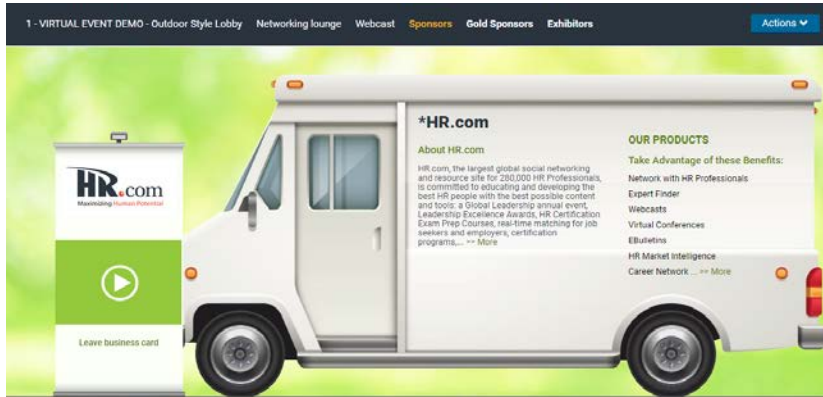 1 - VIRTUAL EVENT DEMO - Outdoor Style Lobby Networking lounge Webcast Sponsors Gold Sponsors Exhibitors Actions
HR.com
Maximizing Human Potential
Leave business card
*HR.com
About HR.com
HR.com, the largest global social networking
and resource site for 280,000 HR Professionals,
is committed to educating and developing the
best HR people with the best possible content
and tools: a Global Leadership annual event,
Leadership Excellence Awards, HR Certification
Exam Prep Courses, real-time matching for job
seekers and employers, certification
programs,... >> More
OUR PRODUCTS
Take Advantage of these Benefits:
Network with HR Professionals
Expert Finder
Webcasts
Virtual Conferences
EBulletins
HR Market Intelligence
Career Network ... >> More